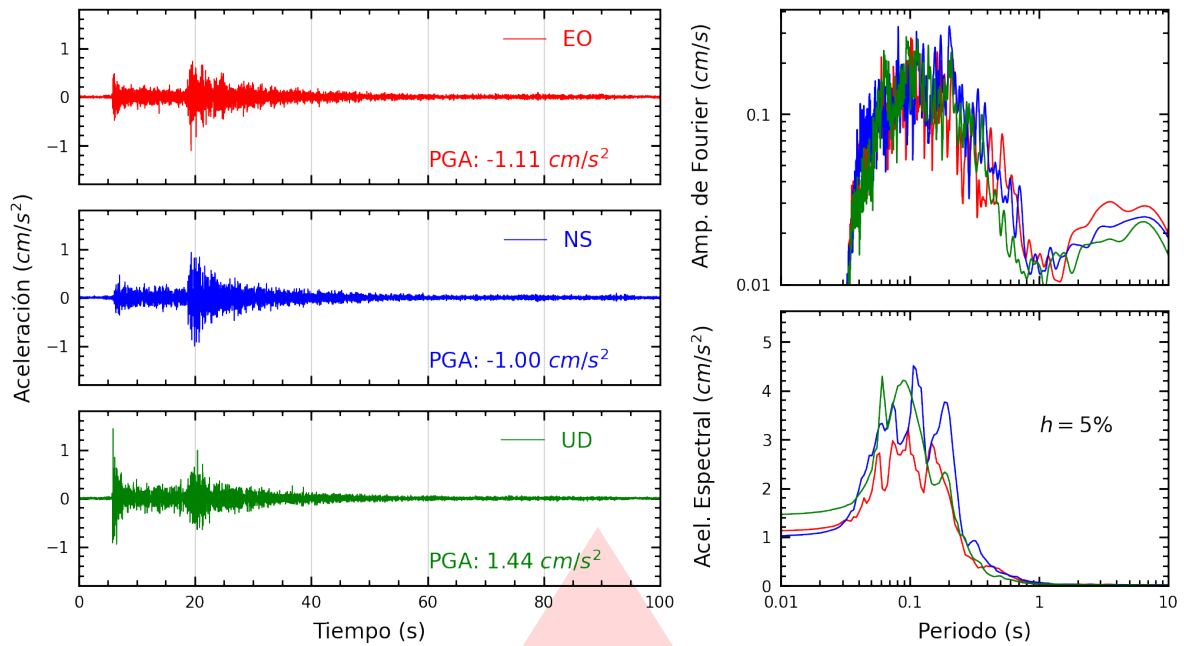 Aceleración (cm/s²)
1
0
−1
EO
PGA: -1.11 cm/s²
1
0
−1
NS
PGA: -1.00 cm/s²
1
0
−1
UD
PGA: 1.44 cm/s²
0 20 40 60 80 100
Tiempo (s)
Amp. de Fourier (cm/s)
0.1
0.01
Acel. Espectral (cm/s²)
5
4
3
2
1
0
h = 5%
0.01 0.1 1 10
Periodo (s)